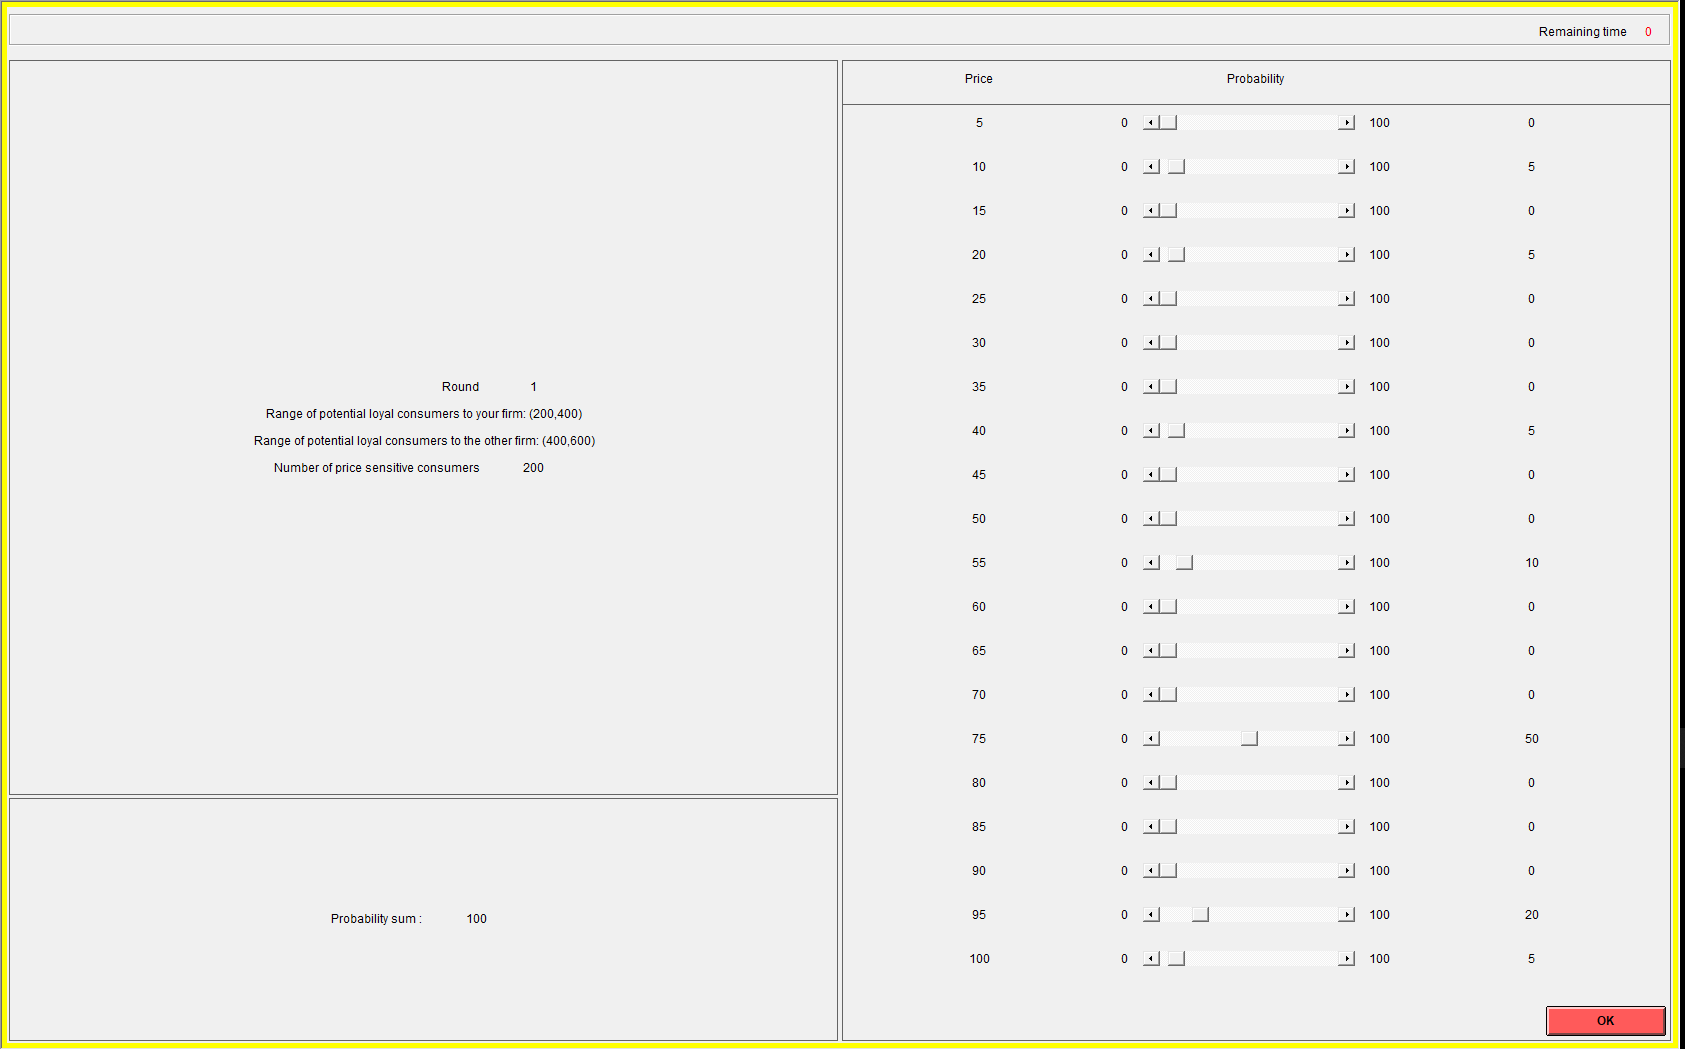 Remaining time 0
Round 1
Range of potential loyal consumers to your firm: (200,400)
Range of potential loyal consumers to the other firm: (400,600)
Number of price sensitive consumers 200
Probability sum : 100
Price Probability
5 0 100 0
10 0 100 5
15 0 100 0
20 0 100 5
25 0 100 0
30 0 100 0
35 0 100 0
40 0 100 5
45 0 100 0
50 0 100 0
55 0 100 10
60 0 100 0
65 0 100 0
70 0 100 0
75 0 100 50
80 0 100 0
85 0 100 0
90 0 100 0
95 0 100 20
100 0 100 5
OK